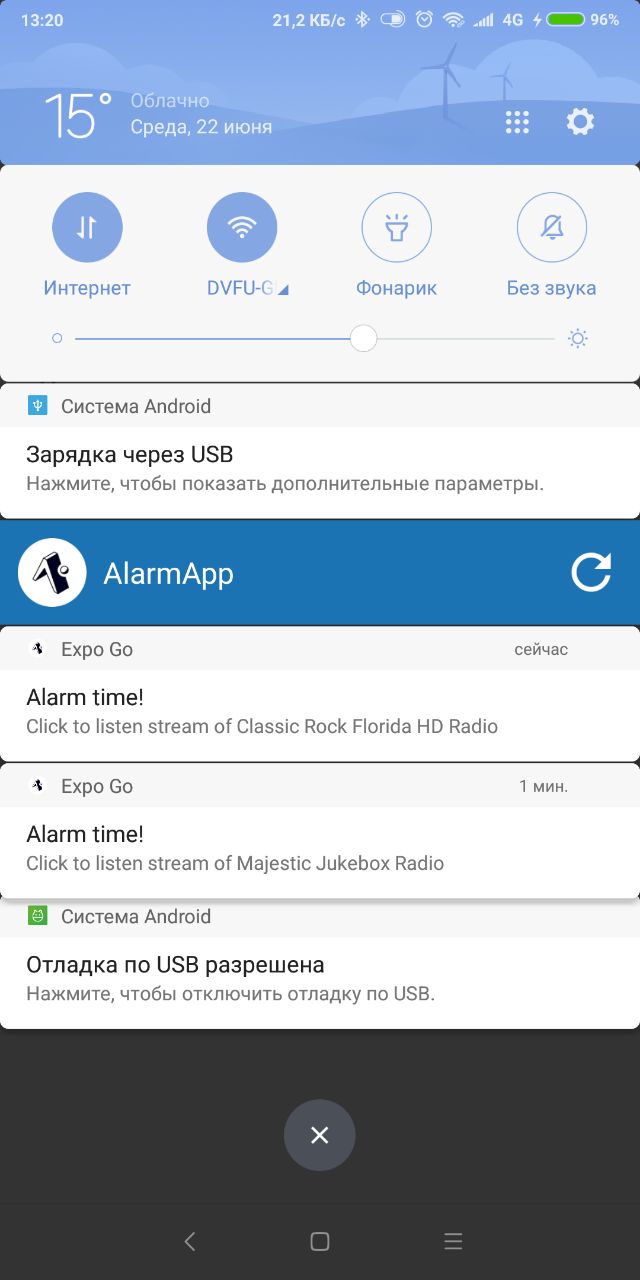 13:20
21,2 КБ/с
4G
96%
15°
Облачно
Среда, 22 июня
Интернет
DVFU-G
Фонарик
Без звука
Система Android
Зарядка через USB
Нажмите, чтобы показать дополнительные параметры.
AlarmApp
Expo Go
сейчас
Alarm time!
Click to listen stream of Classic Rock Florida HD Radio
Expo Go
1 мин.
Alarm time!
Click to listen stream of Majestic Jukebox Radio
Система Android
Отладка по USB разрешена
Нажмите, чтобы отключить отладку по USB.